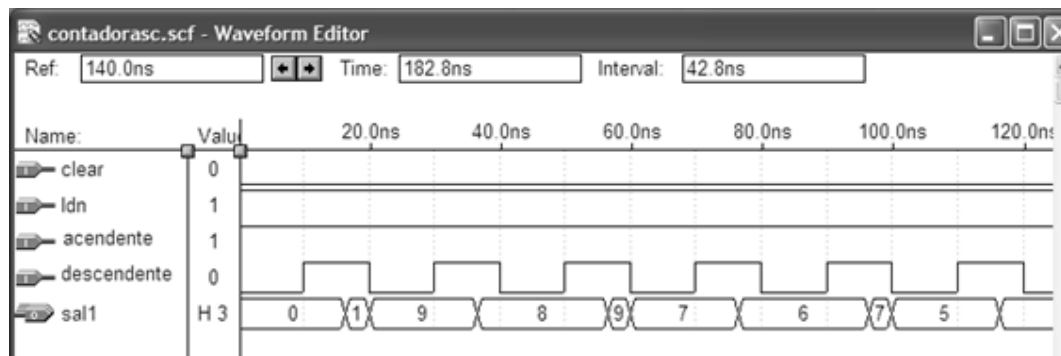 contadorasc.scf - Waveform Editor
Ref: 140.0ns Time: 182.8ns Interval: 42.8ns
Name: Valu 20.0ns 40.0ns 60.0ns 80.0ns 100.0ns 120.0ns
clear 0
ldn 1
acendente 1
descendente 0
sal1 H 3 0 1 9 8 9 7 6 7 5